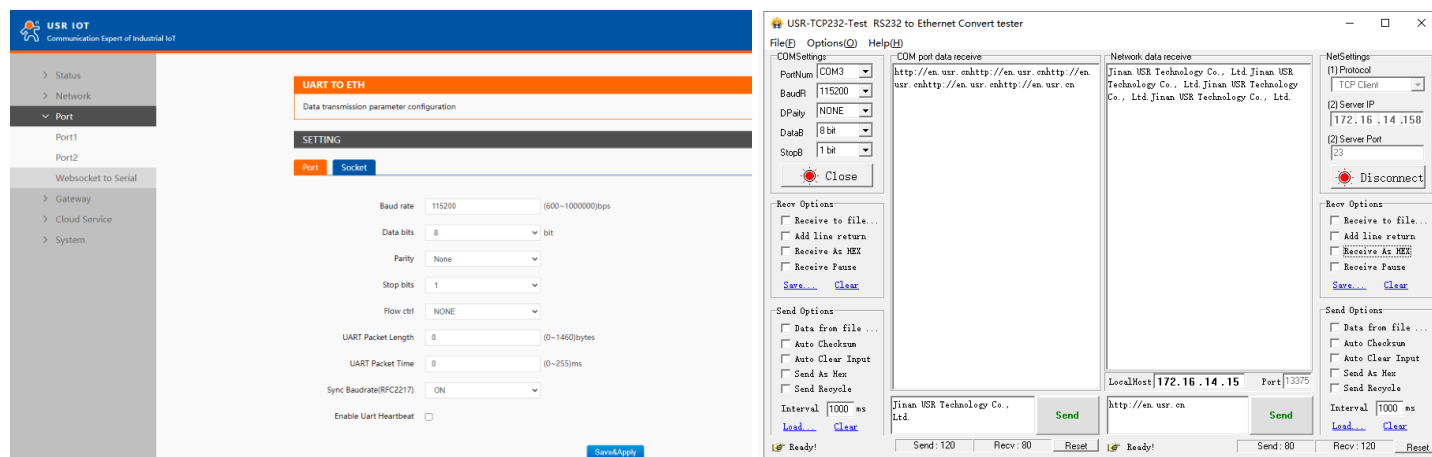 USR IOT
Communication Expert of Industrial IoT
Status
Network
Port
Port1
Port2
Websocket to Serial
Gateway
Cloud Service
System
UART TO ETH
Data transmission parameter configuration
SETTING
Port Socket
Baud rate 115200 (600~1000000)bps
Data bits 8 bit
Parity None
Stop bits 1
Flow ctrl NONE
UART Packet Length 0 (0~1460)bytes
UART Packet Time 0 (0~255)ms
Sync Baudrate(RFC2217) ON
Enable Uart Heartbeat
Save&Apply
USR-TCP232-Test RS232 to Ethernet Convert tester
File(F) Options(O) Help(H)
COMSettings
PortNum COM3
BaudR 115200
DPaity NONE
DataB 8 bit
StopB 1 bit
Close
Recv Options
Receive to file...
Add line return
Receive As HEX
Receive Pause
Save... Clear
Send Options
Data from file ...
Auto Checksum
Auto Clear Input
Send As Hex
Send Recycle
Interval 1000 ms
Load... Clear
COM port data receive
http://en.usr.cnhttp://en.usr.cnhttp://en.
usr.cnhttp://en.usr.cnhttp://en.usr.cn
Jinan USR Technology Co.,
Ltd.
Send
Network data receive
Jinan USR Technology Co., Ltd.Jinan USR
Technology Co., Ltd.Jinan USR Technology
Co., Ltd.Jinan USR Technology Co., Ltd.
LocalHost 172.16.14.15 Port 13375
http://en.usr.cn
Send
NetSettings
(1) Protocol
TCP Client
(2) Server IP
172.16.14.158
(2) Server Port
23
Disconnect
Recv Options
Receive to file...
Add line return
Receive As HEX
Receive Pause
Save... Clear
Send Options
Data from file ...
Auto Checksum
Auto Clear Input
Send As Hex
Send Recycle
Interval 1000 ms
Load... Clear
Ready! Send:120 Recv:80 Reset
Ready! Send:80 Recv:120 Reset